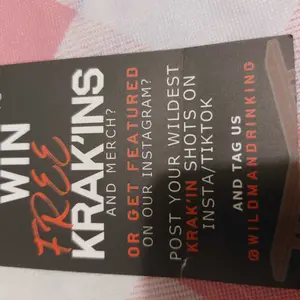 WIN
FREE
KRAK'INS
AND MERCH?
OR GET FEATURED
ON OUR INSTAGRAM?
POST YOUR WILDEST
KRAK'IN SHOTS ON
INSTA/TIKTOK
AND TAG US
@WILDMANDRINKING